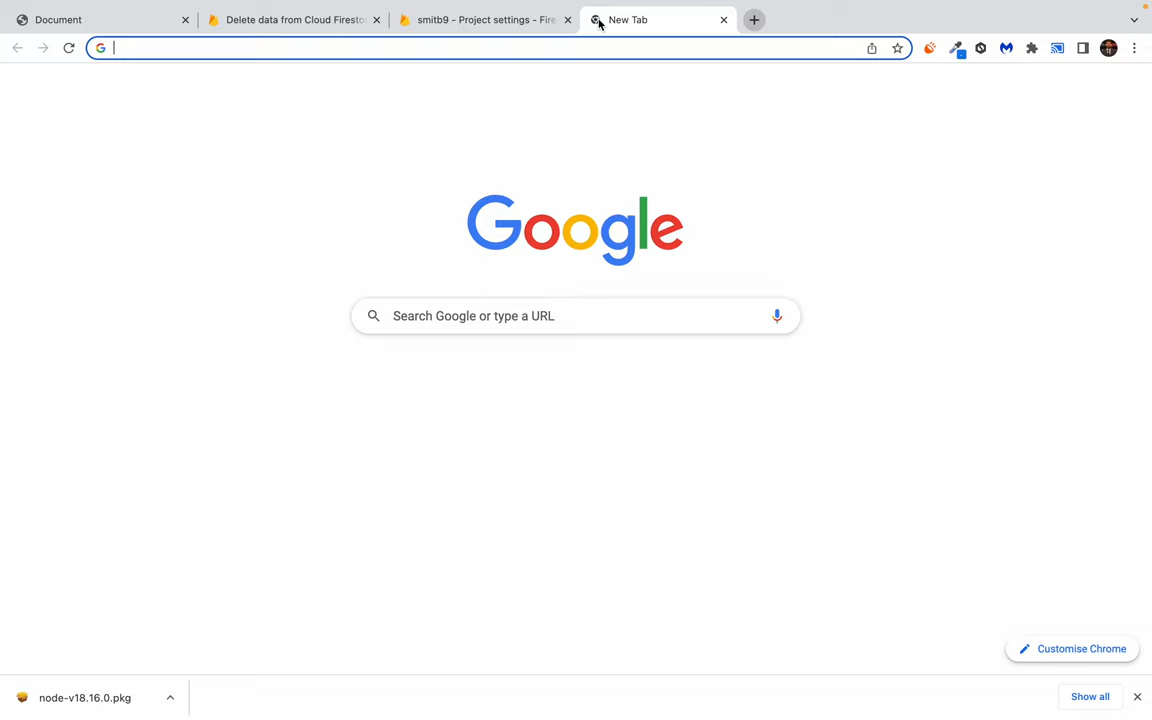 Document
Delete data from Cloud Firesto
smitb9 - Project settings - Fire
New Tab
Google
Search Google or type a URL
Customise Chrome
node-v18.16.0.pkg
Show all